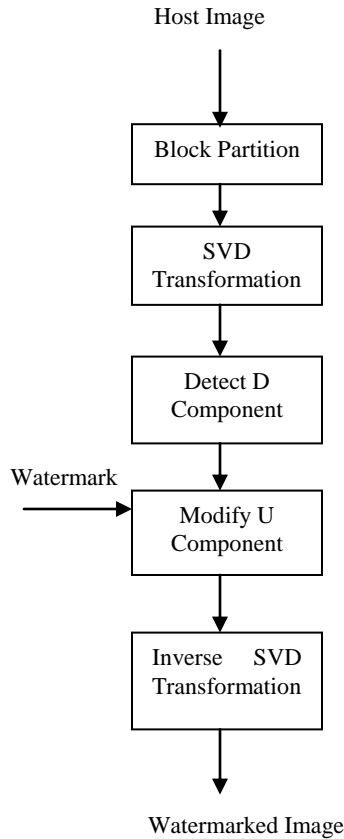 Host Image
Block Partition
SVD
Transformation
Detect D
Component
Watermark
Modify U
Component
Inverse SVD
Transformation
Watermarked Image